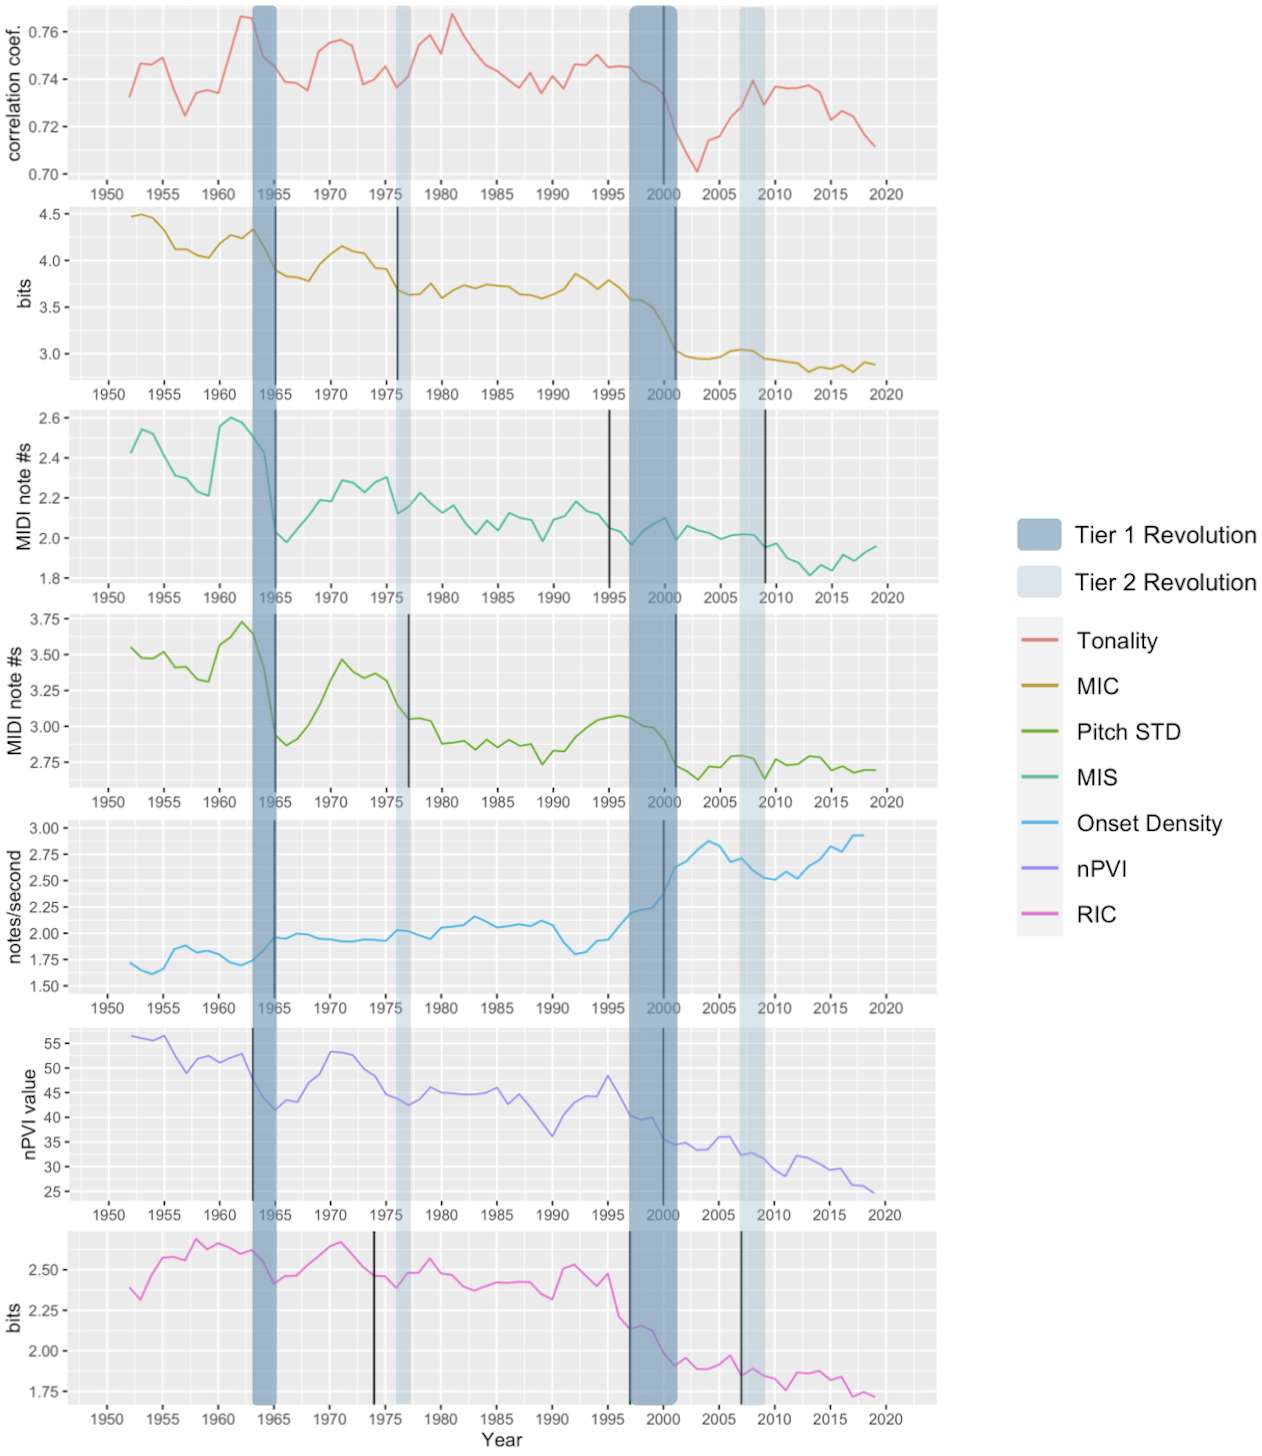 correlation coef.
0.76
0.74
0.72
0.70
1950 1955 1960 1965 1970 1975 1980 1985 1990 1995 2000 2005 2010 2015 2020
bits
4.5
4.0
3.5
3.0
1950 1955 1960 1965 1970 1975 1980 1985 1990 1995 2000 2005 2010 2015 2020
MIDI note #s
2.6
2.4
2.2
2.0
1.8
1950 1955 1960 1965 1970 1975 1980 1985 1990 1995 2000 2005 2010 2015 2020
MIDI note #s
3.75
3.50
3.25
3.00
2.75
1950 1955 1960 1965 1970 1975 1980 1985 1990 1995 2000 2005 2010 2015 2020
notes/second
3.00
2.75
2.50
2.25
2.00
1.75
1.50
1950 1955 1960 1965 1970 1975 1980 1985 1990 1995 2000 2005 2010 2015 2020
nPVI value
55
50
45
40
35
30
25
1950 1955 1960 1965 1970 1975 1980 1985 1990 1995 2000 2005 2010 2015 2020
bits
2.50
2.25
2.00
1.75
1950 1955 1960 1965 1970 1975 1980 1985 1990 1995 2000 2005 2010 2015 2020
Year
Tier 1 Revolution
Tier 2 Revolution
Tonality
MIC
Pitch STD
MIS
Onset Density
nPVI
RIC